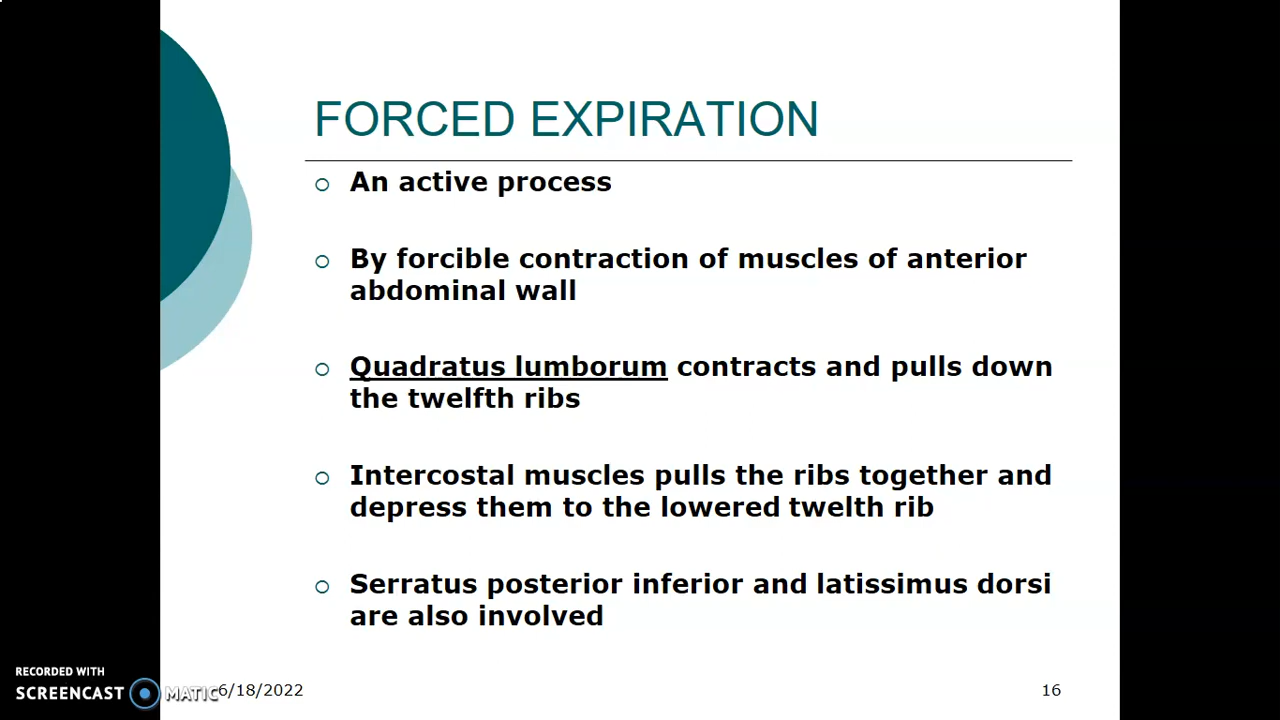 FORCED EXPIRATION
An active process
By forcible contraction of muscles of anterior
abdominal wall
Quadratus lumborum contracts and pulls down
the twelfth ribs
Intercostal muscles pulls the ribs together and
depress them to the lowered twelth rib
Serratus posterior inferior and latissimus dorsi
are also involved
RECORDED WITH
SCREENCAST MATIC
6/18/2022
16